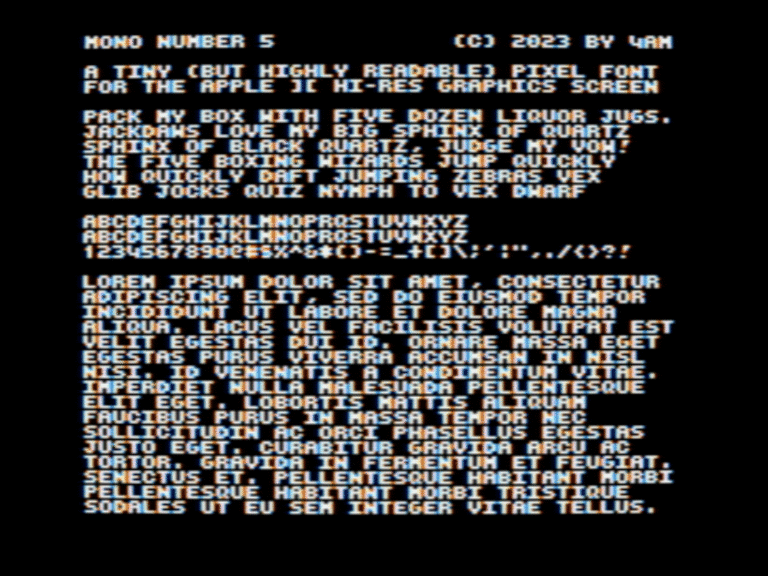 MONO NUMBER 5 (C) 2023 BY 4AM
A TINY (BUT HIGHLY READABLE) PIXEL FONT
FOR THE APPLE ][ HI-RES GRAPHICS SCREEN
PACK MY BOX WITH FIVE DOZEN LIQUOR JUGS.
JACKDAWS LOVE MY BIG SPHINX OF QUARTZ
SPHINX OF BLACK QUARTZ, JUDGE MY VOW!
THE FIVE BOXING WIZARDS JUMP QUICKLY
HOW QUICKLY DAFT JUMPING ZEBRAS VEX
GLIB JOCKS QUIZ NYMPH TO VEX DWARF
ABCDEFGHIJKLMNOPRQSTUVWXYZ
ABCDEFGHIJKLMNOPRQSTUVWXYZ
1234567890@#$%^&*()-=_+[]\;':",./<>?!
LOREM IPSUM DOLOR SIT AMET, CONSECTETUR
ADIPISCING ELIT, SED DO EIUSMOD TEMPOR
INCIDIDUNT UT LABORE ET DOLORE MAGNA
ALIQUA. LACUS VEL FACILISIS VOLUTPAT EST
VELIT EGESTAS DUI ID. ORNARE MASSA EGET
EGESTAS PURUS VIVERRA ACCUMSAN IN NISL
NISI. ID VENENATIS A CONDIMENTUM VITAE.
IMPERDIET NULLA MALESUADA PELLENTESQUE
ELIT EGET. LOBORTIS MATTIS ALIQUAM
FAUCIBUS PURUS IN MASSA TEMPOR NEC
SOLLICITUDIN AC ORCI PHASELLUS EGESTAS
JUSTO EGET. CURABITUR GRAVIDA ARCU AC
TORTOR. GRAVIDA IN FERMENTUM ET FEUGIAT.
SENECTUS ET. PELLENTESQUE HABITANT MORBI
PELLENTESQUE HABITANT MORBI TRISTIQUE
SODALES UT EU SEM INTEGER VITAE TELLUS.